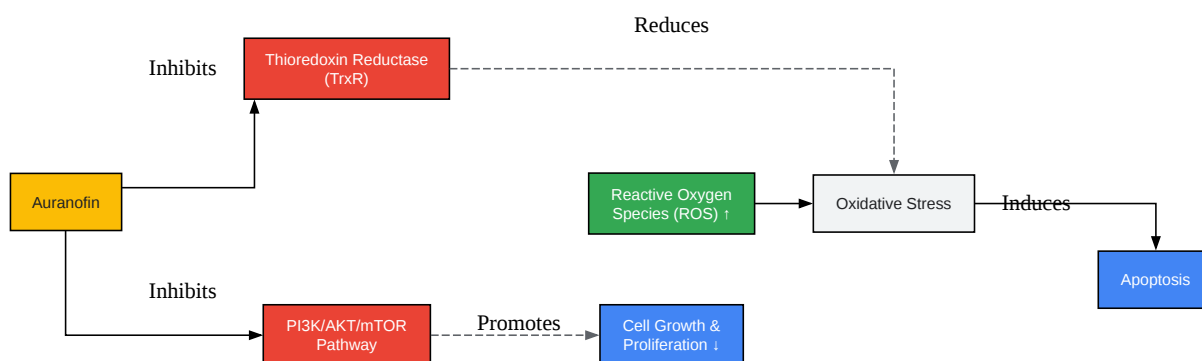 Reduces
Inhibits
Thioredoxin Reductase
(TrxR)
Auranofin
Reactive Oxygen
Species (ROS) ↑
Oxidative Stress
Induces
Apoptosis
Inhibits
PI3K/AKT/mTOR
Pathway
Promotes
Cell Growth &
Proliferation ↓